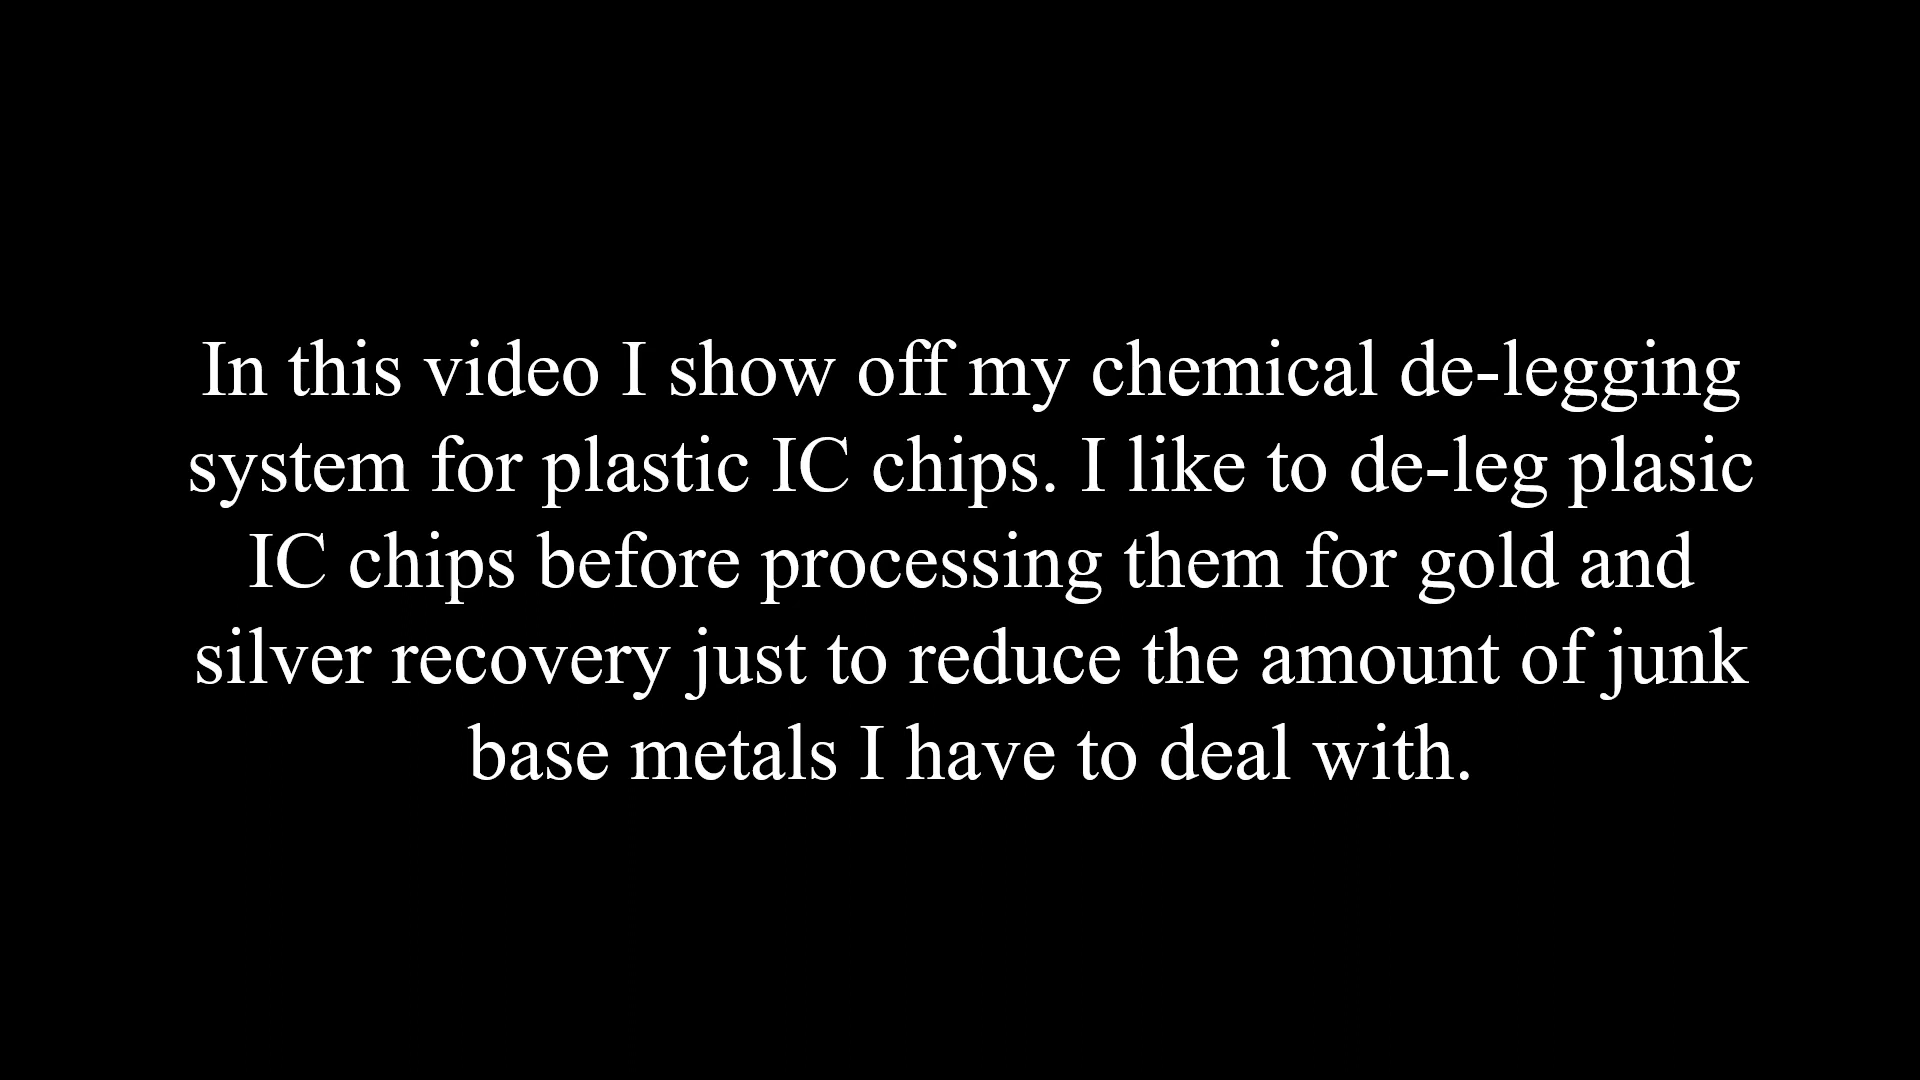 In this video I show off my chemical de-legging
system for plastic IC chips. I like to de-leg plasic
IC chips before processing them for gold and
silver recovery just to reduce the amount of junk
base metals I have to deal with.